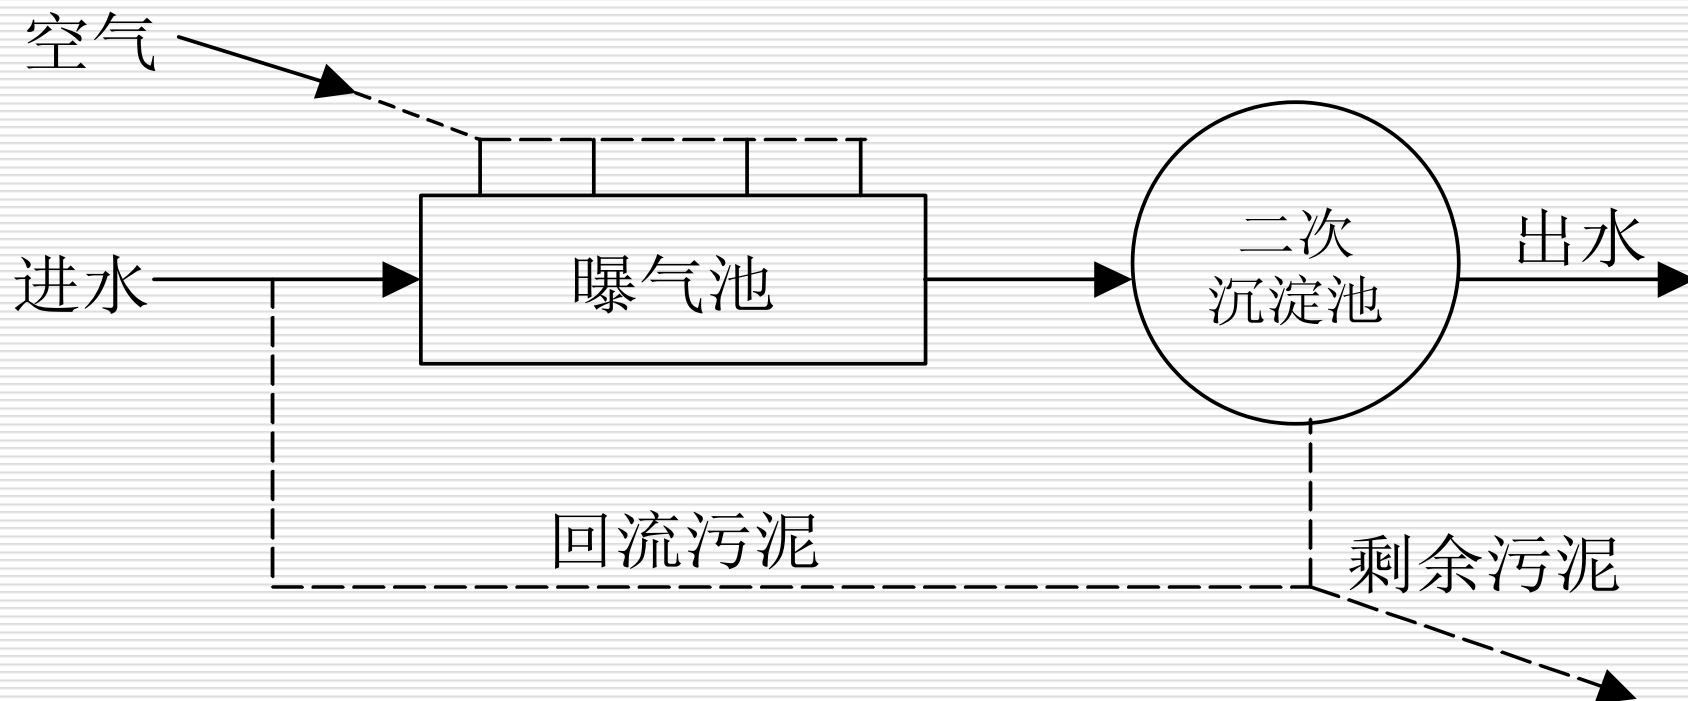 空气
进水
曝气池
二次
沉淀池
出水
回流污泥
剩余污泥